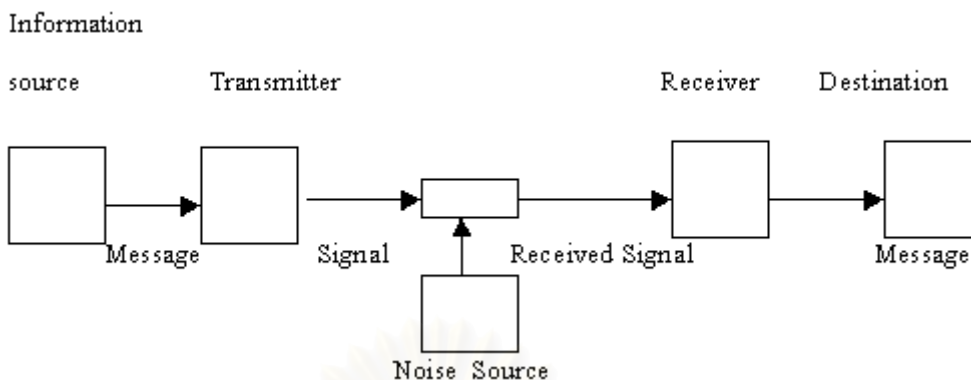 Information
source Transmitter Receiver Destination
Message Signal Received Signal Message
Noise Source